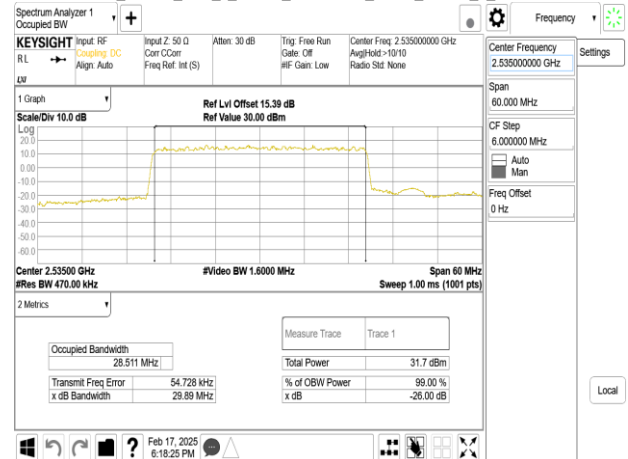 Spectrum Analyzer 1
Occupied BW
Frequency
KEYSIGHT
RL
Input: RF
Coupling: DC
Align: Auto
Input Z: 50 Ω
Corr CCorr
Freq Ref: Int (S)
Atten: 30 dB
Trig: Free Run
Gate: Off
#IF Gain: Low
Center Freq: 2.535000000 GHz
Avg|Hold:>10/10
Radio Std: None
LXI
Center Frequency
2.535000000 GHz
Settings
Span
60.000 MHz
CF Step
6.000000 MHz
Auto
Man
Freq Offset
0 Hz
Local
1 Graph
Scale/Div 10.0 dB
Ref Lvl Offset 15.39 dB
Ref Value 30.00 dBm
Log
20.0
10.0
0.00
-10.0
-20.0
-30.0
-40.0
-50.0
-60.0
Center 2.53500 GHz
#Video BW 1.6000 MHz
Span 60 MHz
#Res BW 470.00 kHz
Sweep 1.00 ms (1001 pts)
2 Metrics
Measure Trace Trace 1
Occupied Bandwidth
28.511 MHz
Total Power 31.7 dBm
Transmit Freq Error 54.728 kHz
% of OBW Power 99.00 %
x dB Bandwidth 29.89 MHz
x dB -26.00 dB
Feb 17, 2025
6:18:25 PM